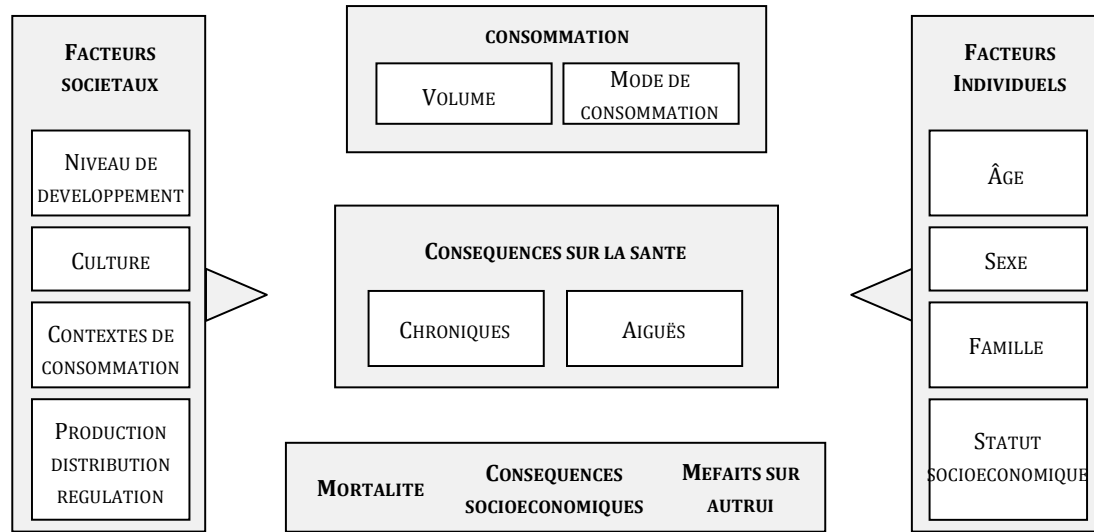 FACTEURS
SOCIETAUX
NIVEAU DE
DEVELOPPEMENT
CULTURE
CONTEXTES DE
CONSOMMATION
PRODUCTION
DISTRIBUTION
REGULATION
CONSOMMATION
VOLUME
MODE DE
CONSOMMATION
CONSEQUENCES SUR LA SANTE
CHRONIQUES
AIGUËS
MORTALITE
CONSEQUENCES
SOCIOECONOMIQUES
MEFAITS SUR
AUTRUI
FACTEURS
INDIVIDUELS
ÂGE
SEXE
FAMILLE
STATUT
SOCIOECONOMIQUE